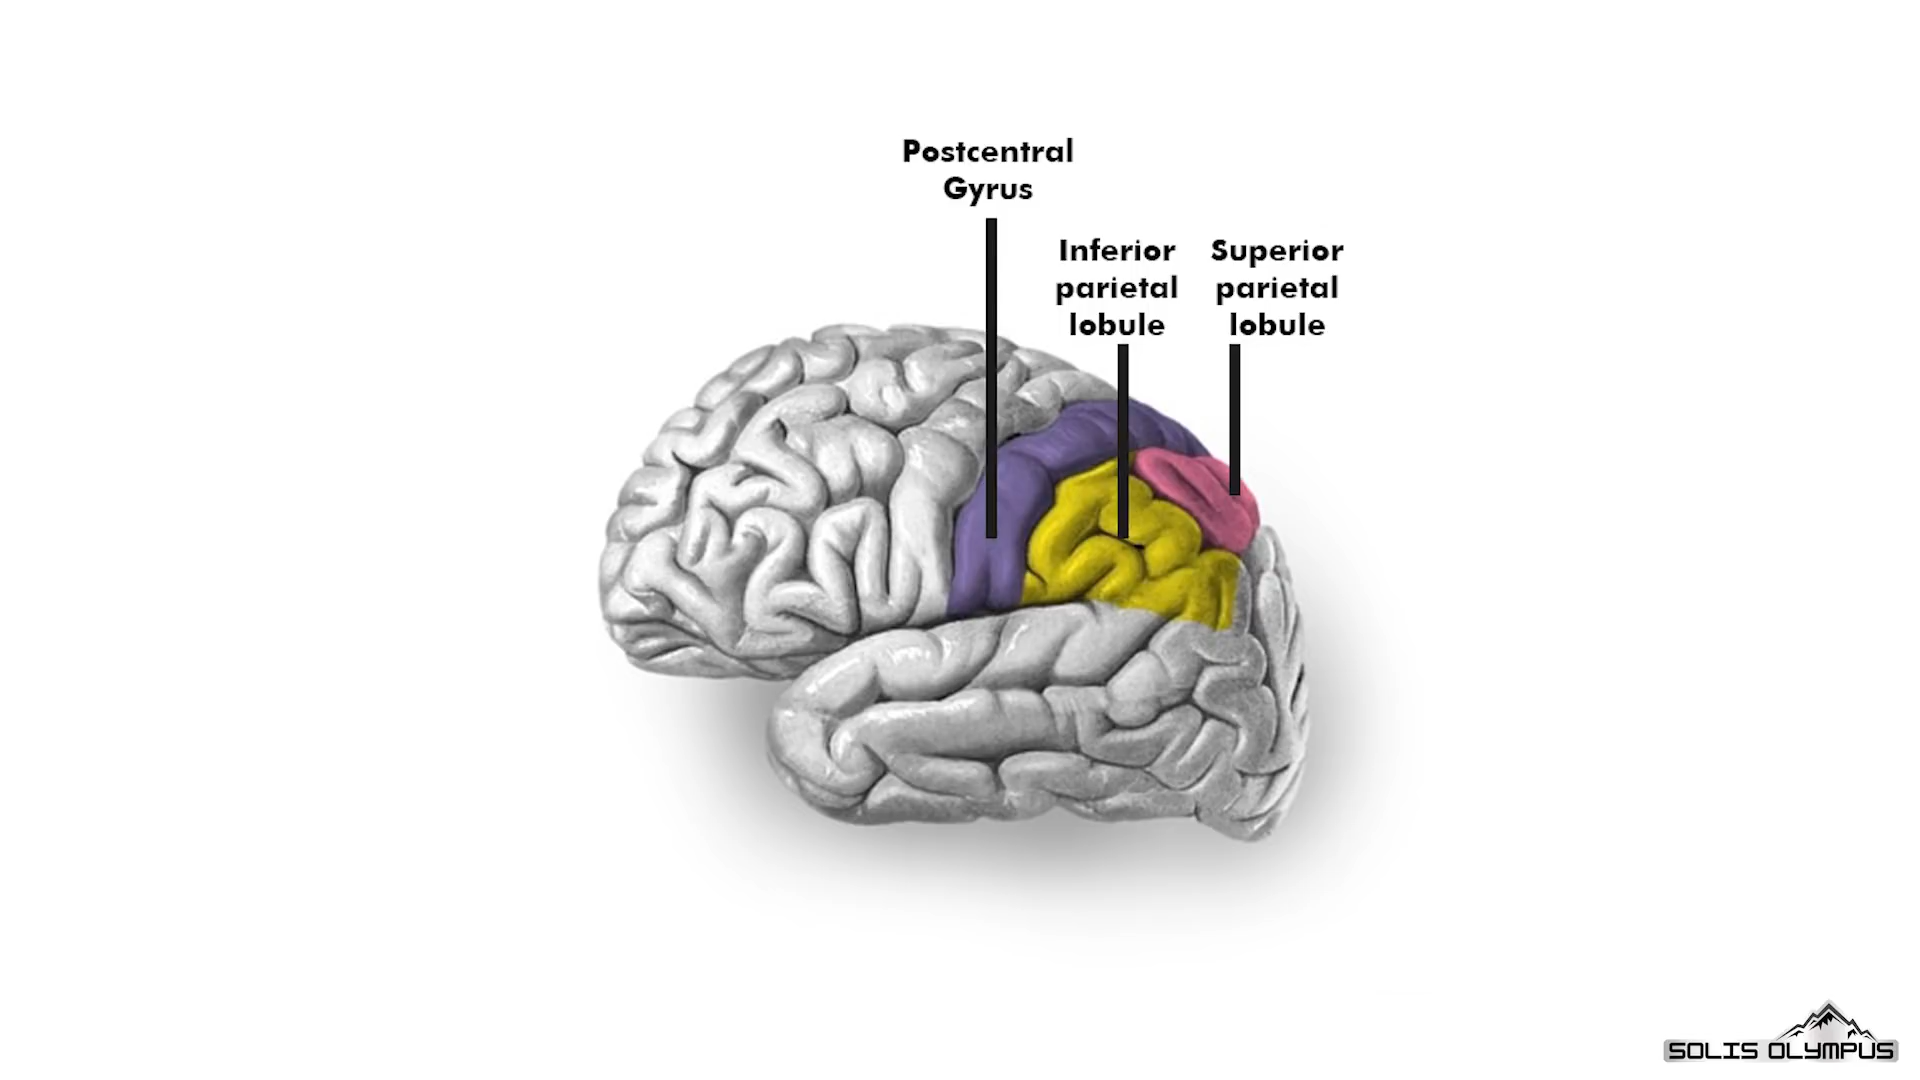 Postcentral
Gyrus
Inferior
parietal
lobule
Superior
parietal
lobule
SOLIS OLYMPUS